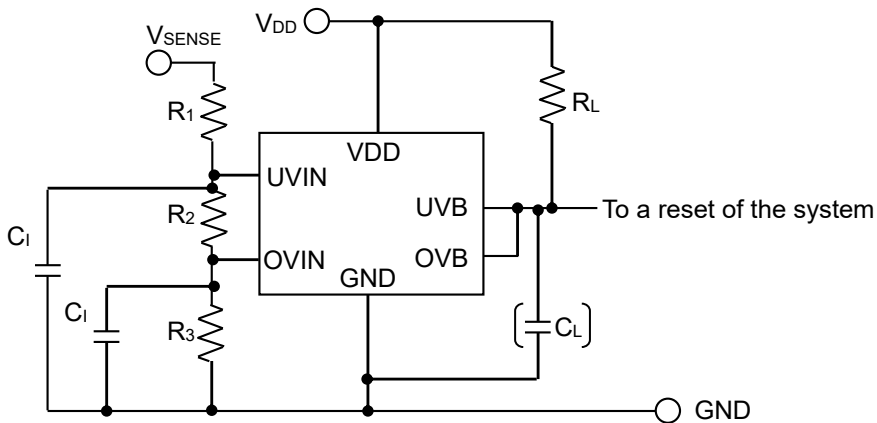 VDD
VSENSE
R1
RL
VDD
UVIN
R2
UVB
To a reset of the system
CI
OVIN
OVB
GND
CI
R3
CL
GND